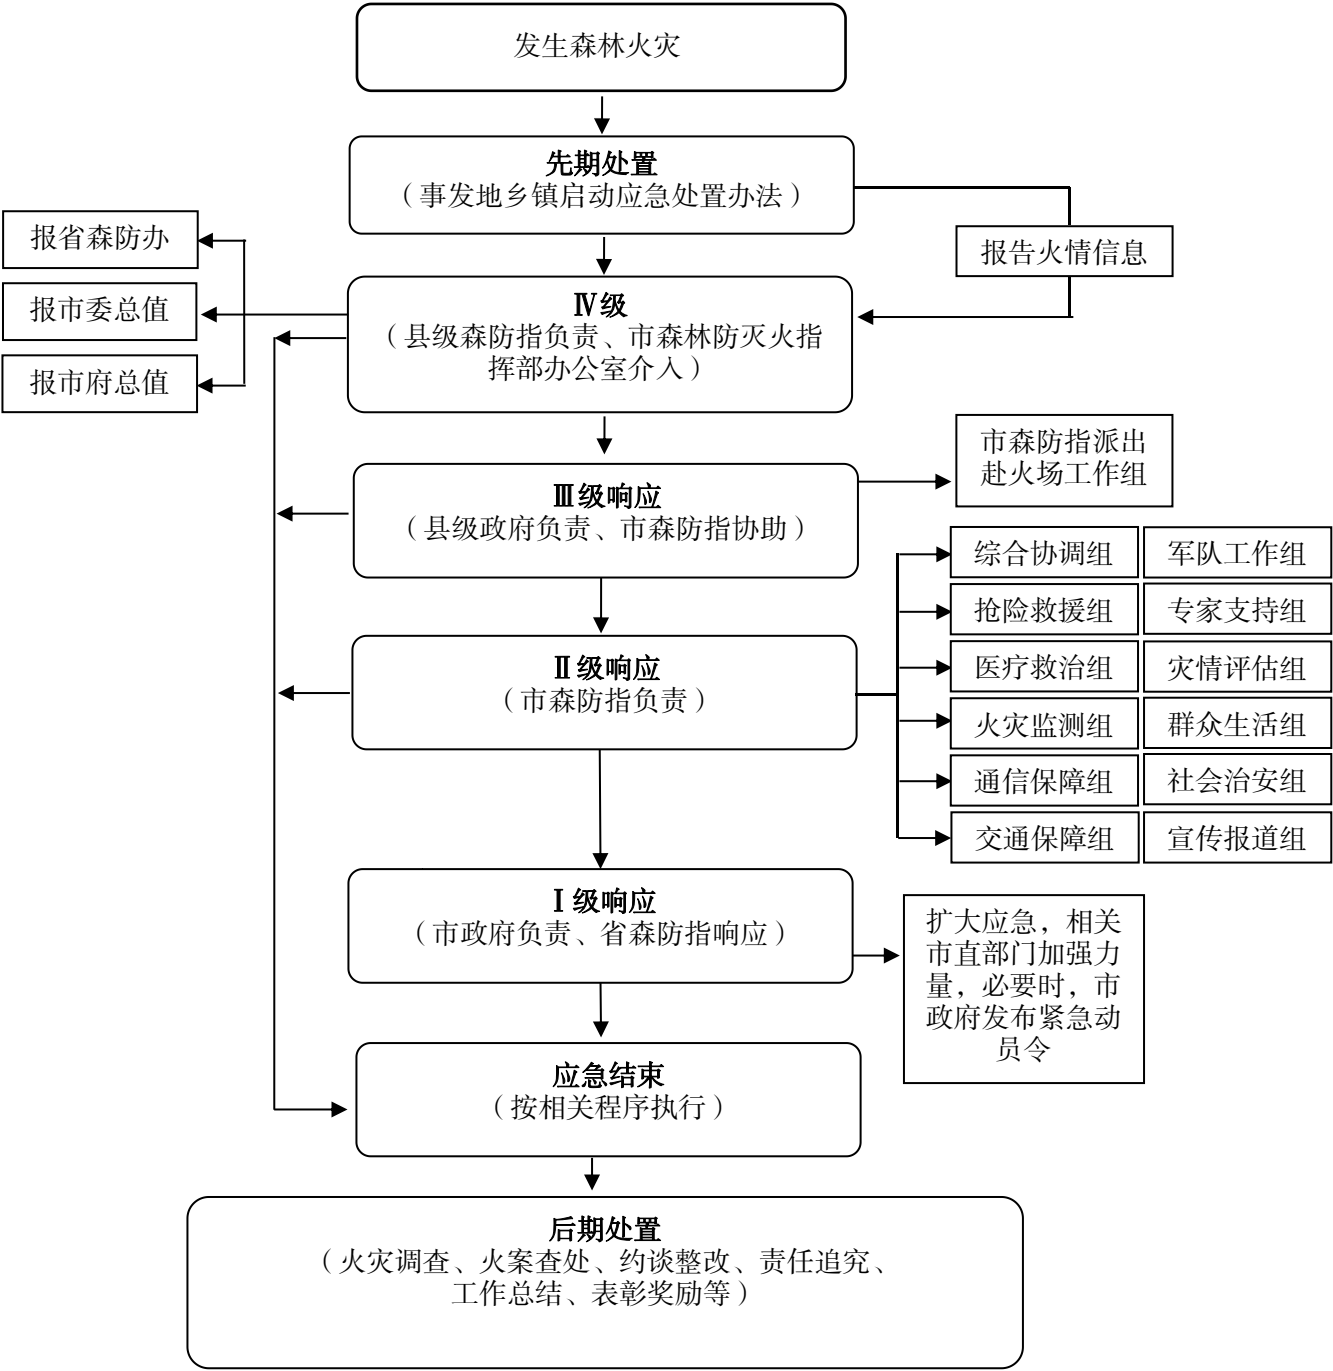 发生森林火灾
先期处置
（事发地乡镇启动应急处置办法）
报告火情信息
报省森防办
报市委总值
报市府总值
Ⅳ级
（县级森防指负责、市森林防灭火指
挥部办公室介入）
市森防指派出
赴火场工作组
Ⅲ级响应
（县级政府负责、市森防指协助）
综合协调组
军队工作组
抢险救援组
专家支持组
医疗救治组
灾情评估组
火灾监测组
群众生活组
通信保障组
社会治安组
交通保障组
宣传报道组
Ⅱ级响应
（市森防指负责）
Ⅰ级响应
（市政府负责、省森防指响应）
扩大应急，相关
市直部门加强力
量，必要时，市
政府发布紧急动
员令
应急结束
（按相关程序执行）
后期处置
（火灾调查、火案查处、约谈整改、责任追究、
工作总结、表彰奖励等）